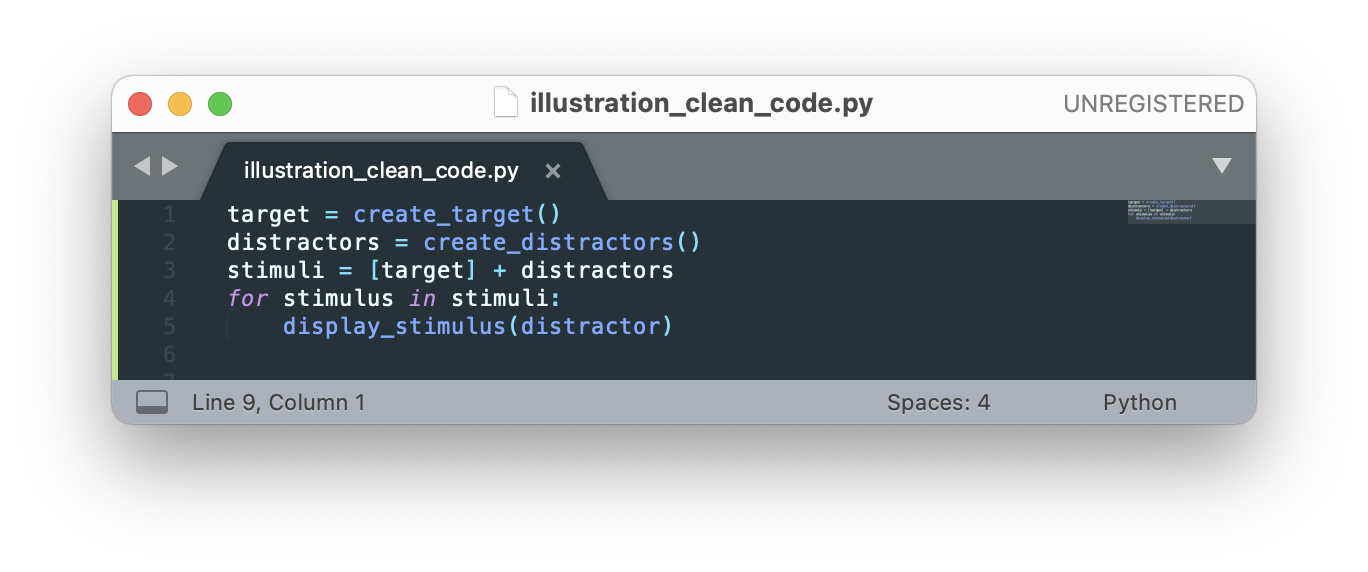 illustration_clean_code.py
UNREGISTERED
illustration_clean_code.py ×
1 target = create_target()
2 distractors = create_distractors()
3 stimuli = [target] + distractors
4 for stimulus in stimuli:
5     display_stimulus(distractor)
6
7
Line 9, Column 1
Spaces: 4
Python